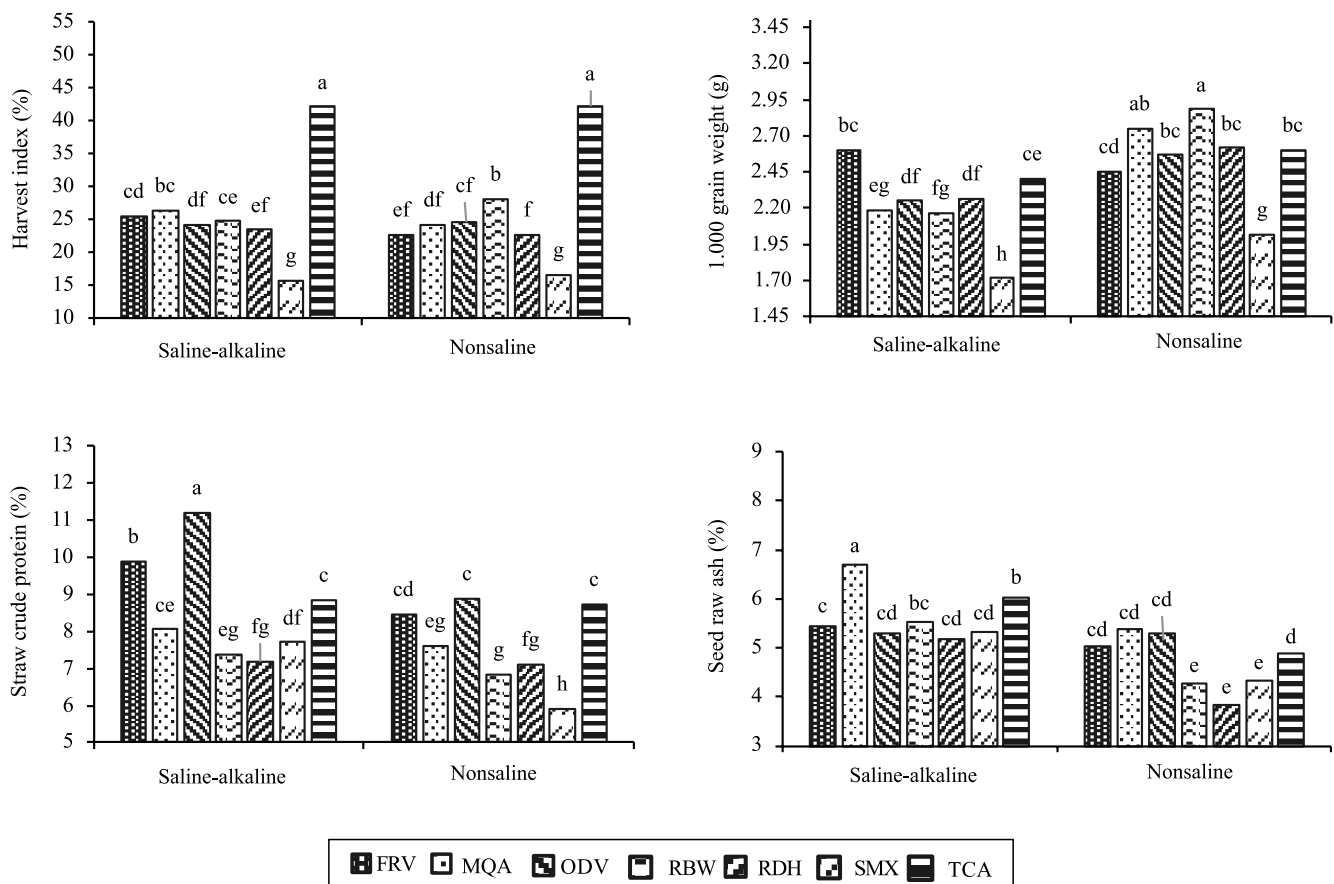 Harvest index (%)
55
50
45
40
35
30
25
20
15
10
cd bc df ce ef g a
ef df cf b f g a
Saline-alkaline Nonsaline
1.000 grain weight (g)
3.45
3.20
2.95
2.70
2.45
2.20
1.95
1.70
1.45
bc eg df fg df h ce
cd ab bc a bc g bc
Saline-alkaline Nonsaline
Straw crude protein (%)
13
12
11
10
9
8
7
6
5
b ce a eg fg df c
cd eg c g fg h c
Saline-alkaline Nonsaline
Seed raw ash (%)
9
8
7
6
5
4
3
c a cd bc cd cd b
cd cd cd e e e d
Saline-alkaline Nonsaline
FRV MQA ODV RBW RDH SMX TCA